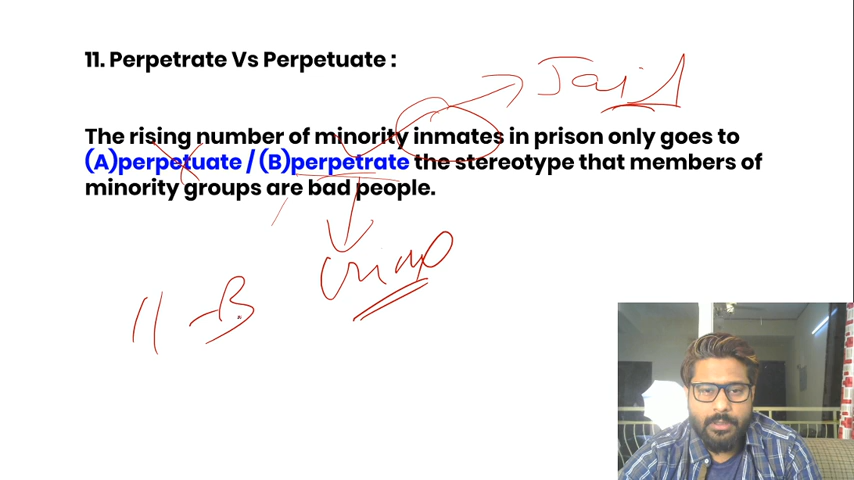 11. Perpetrate Vs Perpetuate :
Jail
The rising number of minority inmates in prison only goes to
(A)perpetuate / (B)perpetrate the stereotype that members of
minority groups are bad people.
Crime
11 - B